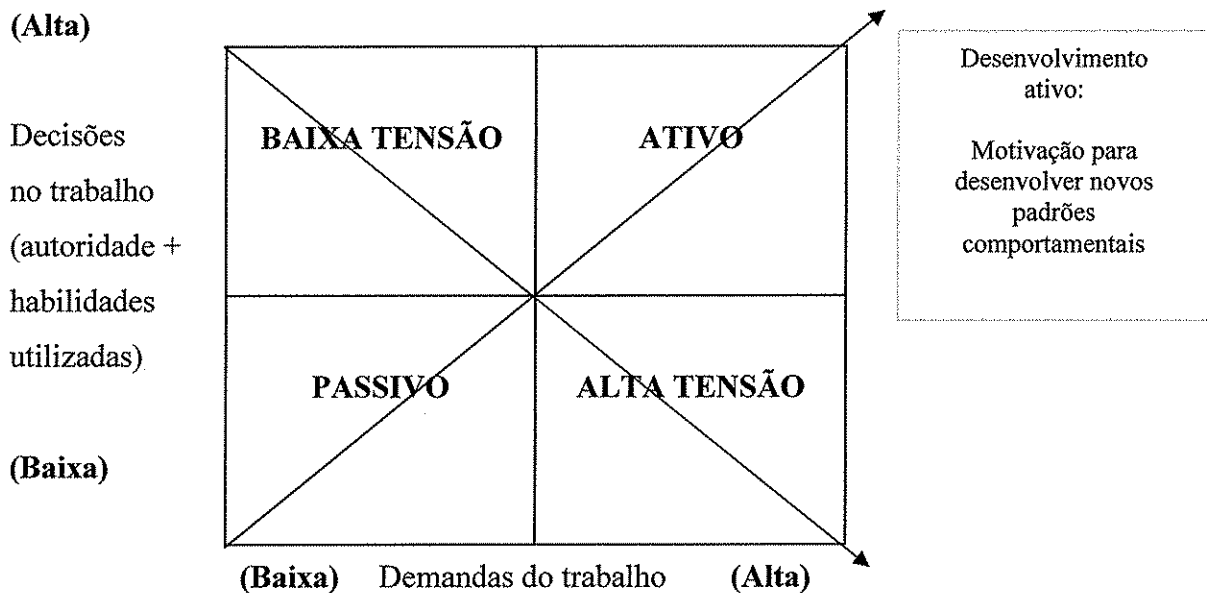 (Alta)
Decisões
no trabalho
(autoridade +
habilidades
utilizadas)
(Baixa)
BAIXA TENSÃO
ATIVO
PASSIVO
ALTA TENSÃO
(Baixa) Demandas do trabalho (Alta)
Desenvolvimento
ativo:
Motivação para
desenvolver novos
padrões
comportamentais